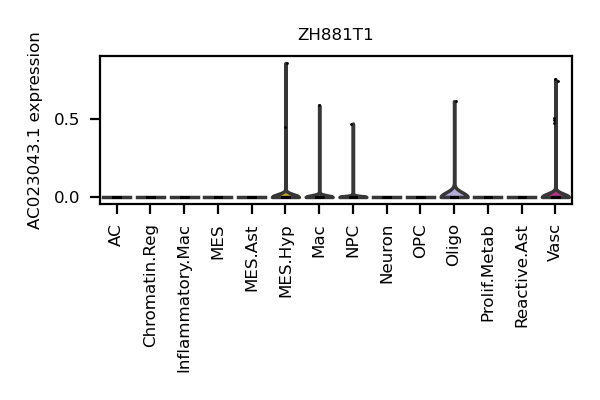 ZH881T1
AC023043.1 expression
0.5
0.0
AC
Chromatin.Reg
Inflammatory.Mac
MES
MES.Ast
MES.Hyp
Mac
NPC
Neuron
OPC
Oligo
Prolif.Metab
Reactive.Ast
Vasc